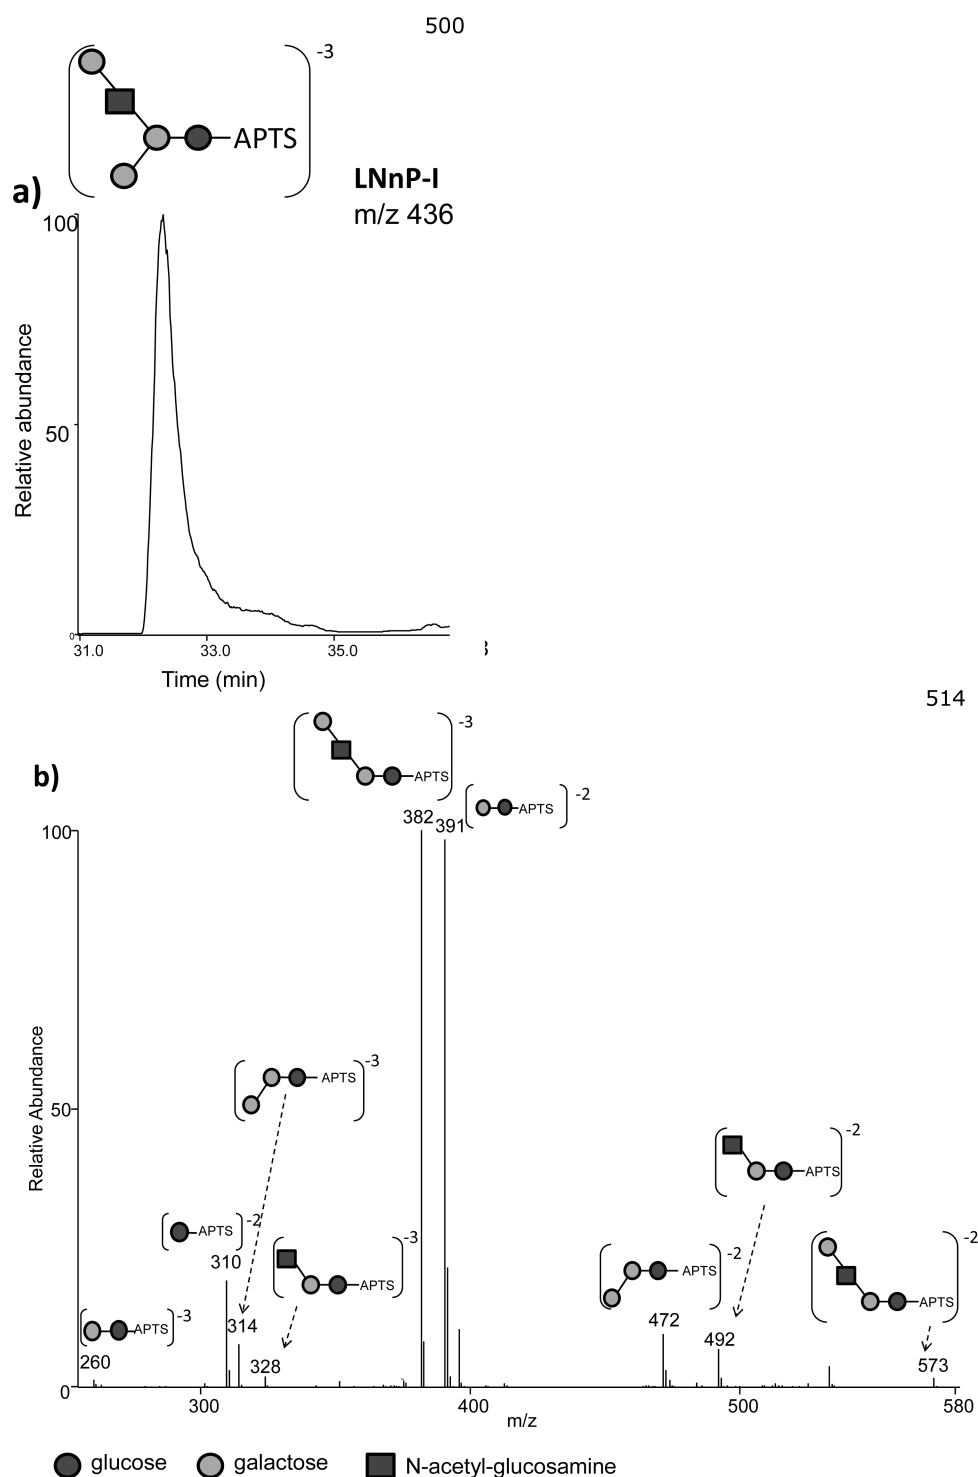 500
-3
APTS
a)
LNnP-I
m/z 436
100
50
0
Relative abundance
31.0 33.0 35.0
Time (min)
514
b)
-3
APTS
-2
APTS
382 391
100
50
0
Relative Abundance
-3
APTS
-2
APTS
310
314
-3
APTS
328
-3
APTS
260
-2
APTS
472
-2
APTS
492
-2
APTS
573
300 400 500 580
m/z
glucose galactose N-acetyl-glucosamine